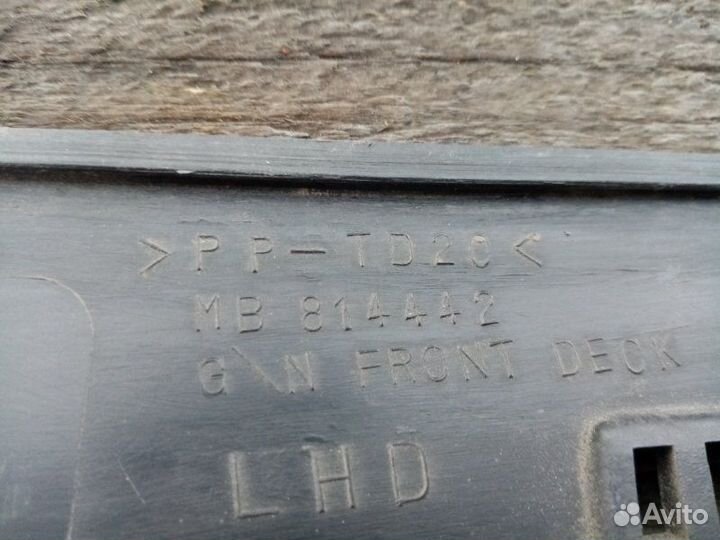 >PP-TD20<
MB 814442
G\N FRONT DECK
LHD
Avito